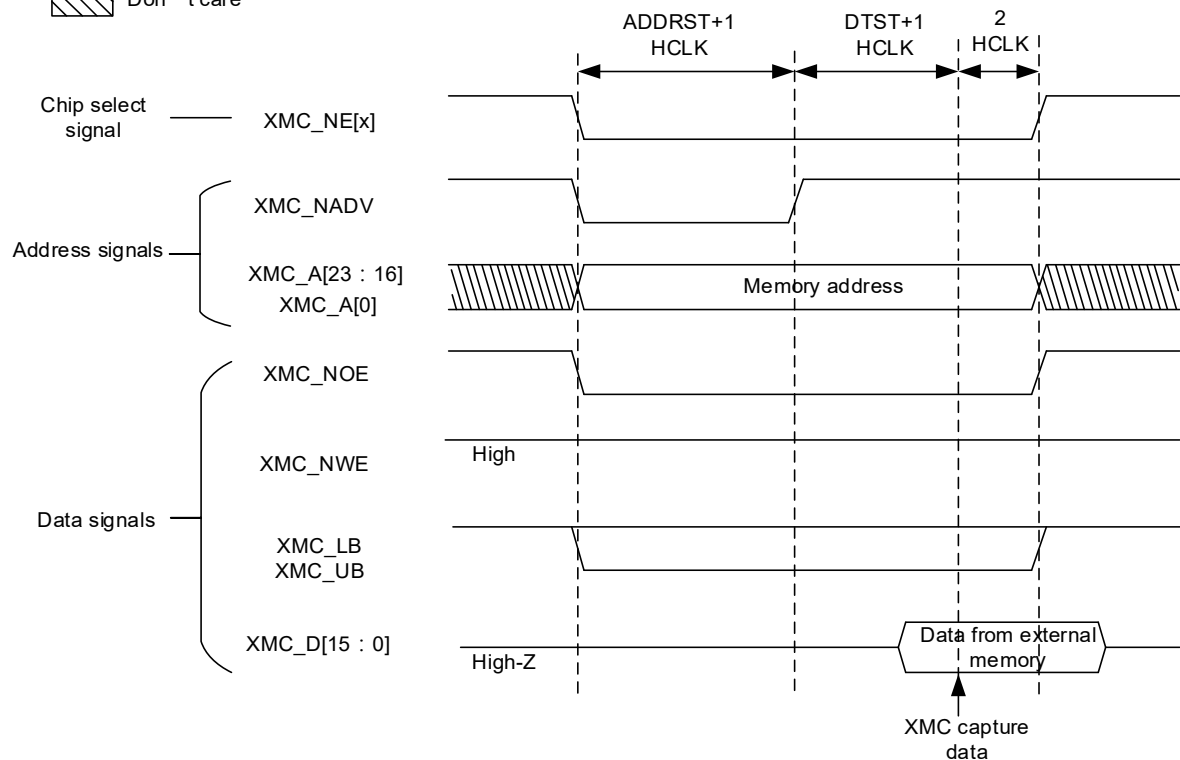 Don't care
ADDRST+1
HCLK
DTST+1
HCLK
2
HCLK
Chip select
signal
XMC_NE[x]
XMC_NADV
Address signals
XMC_A[23 : 16]
XMC_A[0]
Memory address
XMC_NOE
High
XMC_NWE
Data signals
XMC_LB
XMC_UB
XMC_D[15 : 0]
High-Z
Data from external
memory
XMC capture
data